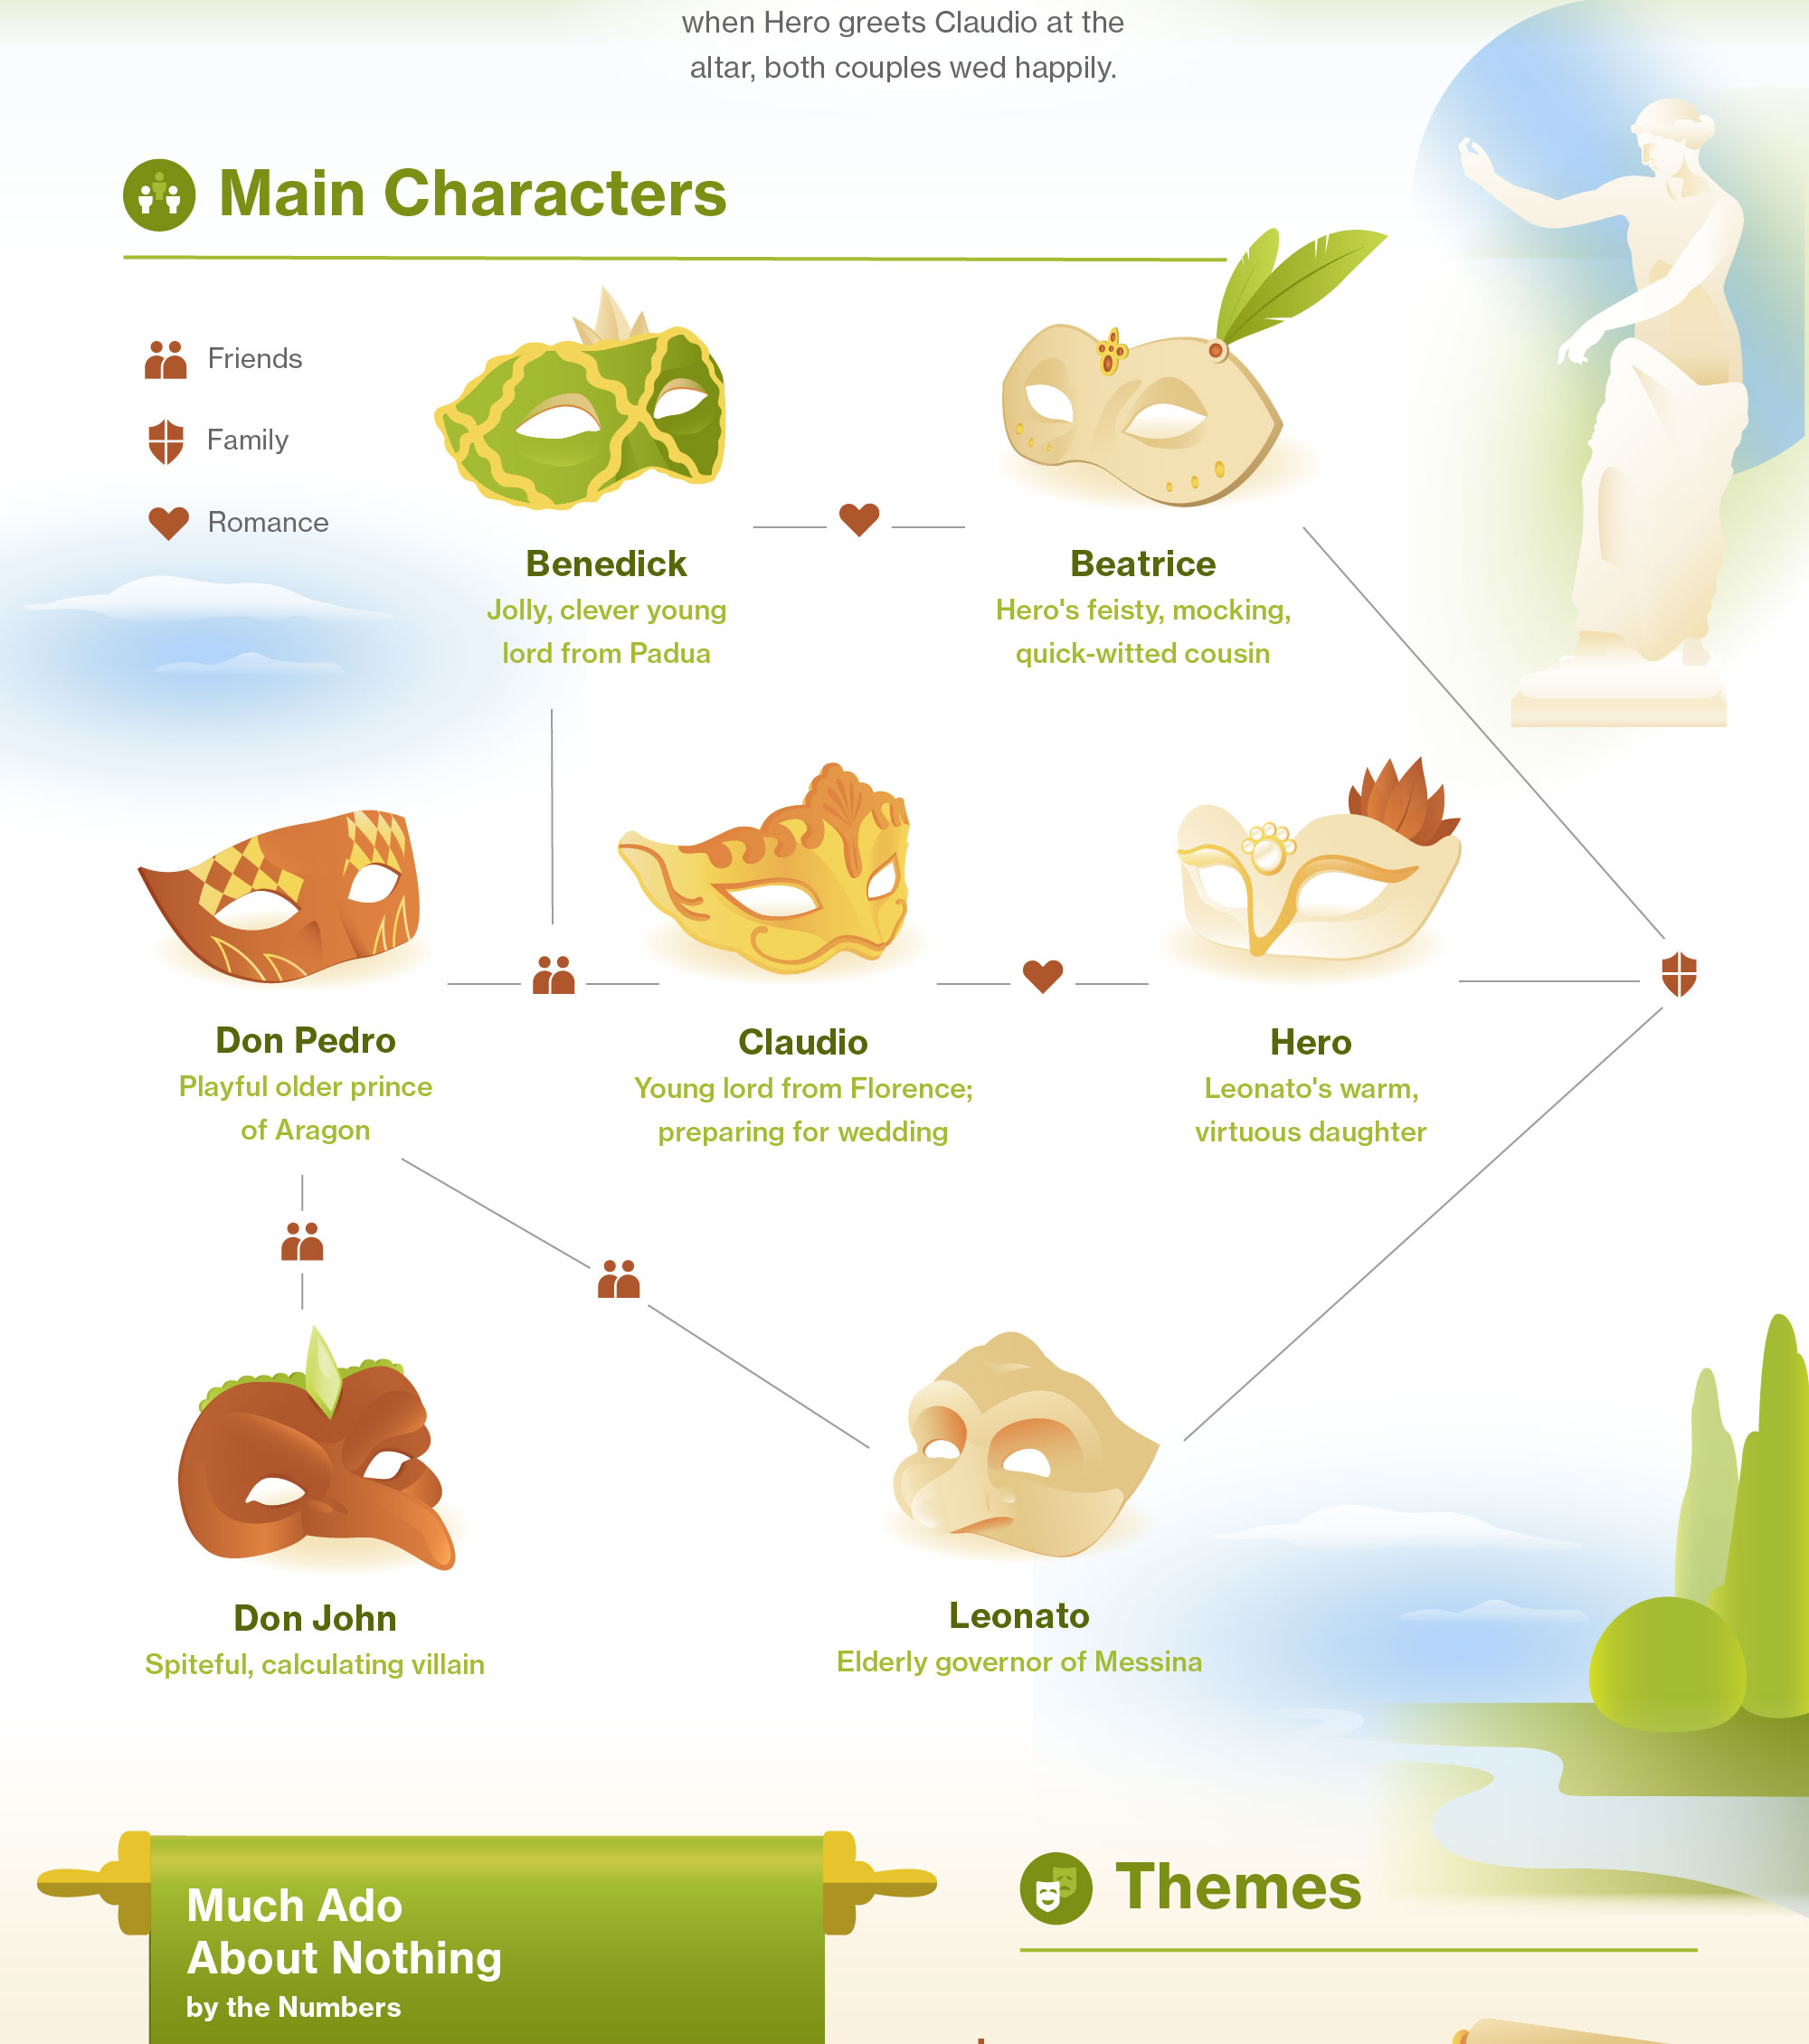 when Hero greets Claudio at the
altar, both couples wed happily.
Main Characters
Friends
Family
Romance
Benedick
Jolly, clever young
lord from Padua
Beatrice
Hero's feisty, mocking,
quick-witted cousin
Don Pedro
Playful older prince
of Aragon
Claudio
Young lord from Florence;
preparing for wedding
Hero
Leonato's warm,
virtuous daughter
Don John
Spiteful, calculating villain
Leonato
Elderly governor of Messina
Much Ado
About Nothing
by the Numbers
Themes